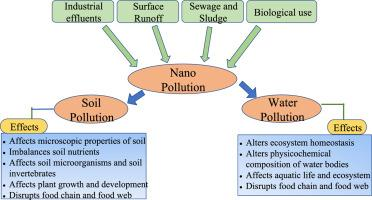 Industrial
effluents
Surface
Runoff
Sewage and
Sludge
Biological use
Nano
Pollution
Soil
Pollution
Water
Pollution
Effects
• Affects microscopic properties of soil
• Imbalances soil nutrients
• Affects soil microorganisms and soil
invertebrates
• Affects plant growth and development
• Disrupts food chain and food web
Effects
• Alters ecosystem homeostasis
• Alters physicochemical
composition of water bodies
• Affects aquatic life and ecosystem
• Disrupts food chain and food web